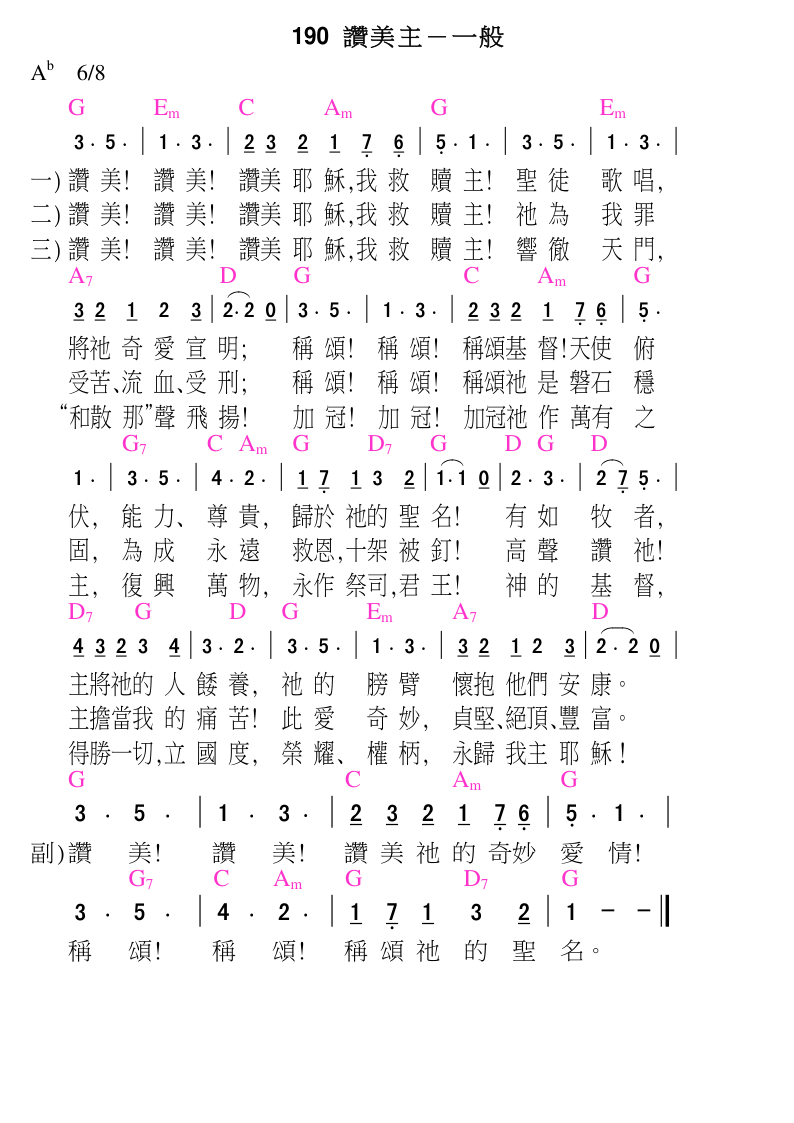 190 讚美主－一般
Ab 6/8
G Em C Am G Em
3 · 5 · | 1 · 3 · | 2 3 2 1 7 6 | 5 · 1 · | 3 · 5 · | 1 · 3 · |
一)讚 美! 讚 美! 讚美 耶 穌,我 救 贖 主! 聖 徒 歌 唱,
二)讚 美! 讚 美! 讚美 耶 穌,我 救 贖 主! 祂 為 我 罪
三)讚 美! 讚 美! 讚美 耶 穌,我 救 贖 主! 響 徹 天 門,
A7 D G C Am G
3 2 1 2 3 | 2 · 2 0 | 3 · 5 · | 1 · 3 · | 2 3 2 1 7 6 | 5 ·
將祂 奇 愛 宣 明; 稱 頌! 稱 頌! 稱頌基 督!天使 俯
受苦、流 血、受 刑; 稱 頌! 稱 頌! 稱頌祂 是 磐石 穩
“和散 那”聲 飛 揚! 加 冠! 加 冠! 加冠祂 作 萬有 之
G7 C Am G D7 G D G D
1 · | 3 · 5 · | 4 · 2 · | 1 7 1 3 2 | 1 · 1 0 | 2 · 3 · | 2 7 5 · |
伏, 能 力、 尊 貴, 歸於 祂的 聖 名! 有 如 牧 者,
固, 為 成 永 遠 救恩,十架 被 釘! 高 聲 讚 祂!
主, 復 興 萬 物, 永作 祭司,君 王! 神 的 基 督,
D7 G D G Em A7 D
4 3 2 3 4 | 3 · 2 · | 3 · 5 · | 1 · 3 · | 3 2 1 2 3 | 2 · 2 0 |
主將祂的 人 餧 養, 祂 的 膀 臂 懷抱 他們 安 康。
主擔當我 的 痛 苦! 此 愛 奇 妙, 貞堅、絕頂、豐 富。
得勝一切,立 國 度, 榮 耀、 權 柄, 永歸 我主 耶 穌!
G C Am G
3 · 5 · | 1 · 3 · | 2 3 2 1 7 6 | 5 · 1 · |
副)讚 美! 讚 美! 讚 美 祂 的 奇妙 愛 情!
G7 C Am G D7 G
3 · 5 · | 4 · 2 · | 1 7 1 3 2 | 1 － － ‖
稱 頌! 稱 頌! 稱 頌 祂 的 聖 名。